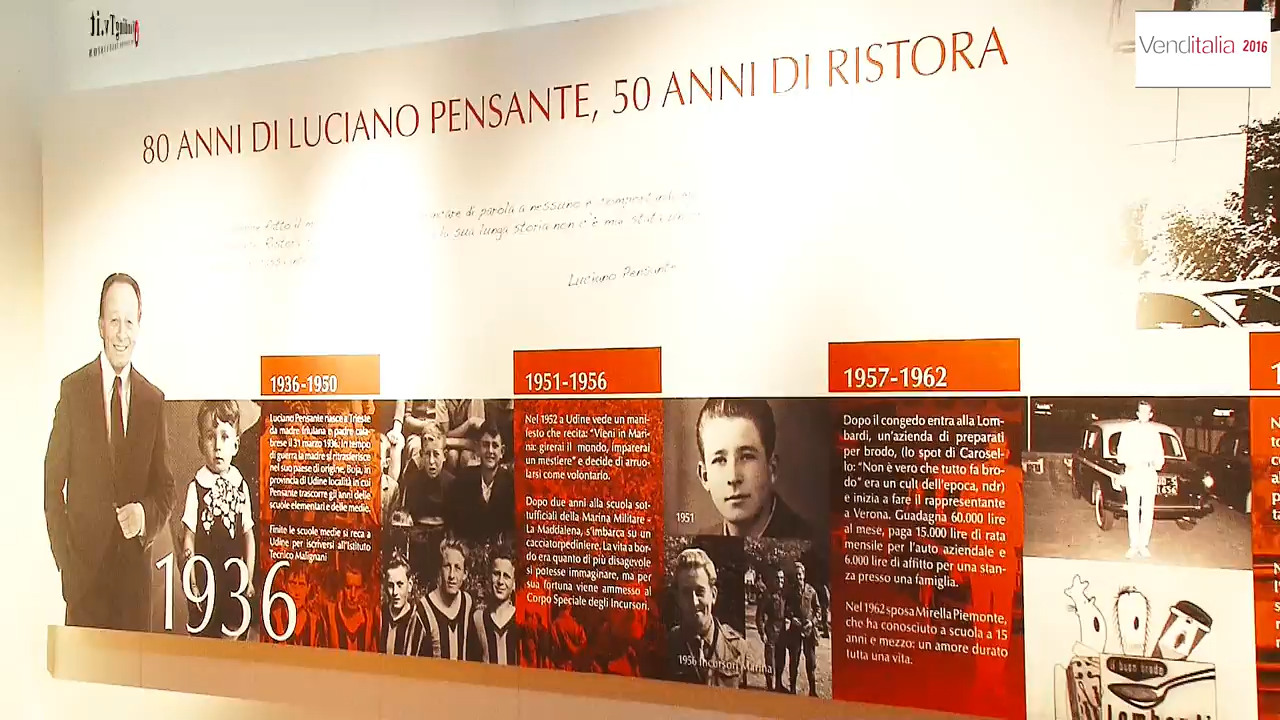 Venditalia 2016
80 ANNI DI LUCIANO PENSANTE, 50 ANNI DI RISTORA
di parola a nessuno e
la sua lunga storia non c'è mai
Luciano Pensante
1936-1950
Luciano Pensante nasce a Trieste
da madre friulana e padre cala-
brese il 31 marzo 1936. In tempo
di guerra la madre si ritrasferisce
nel suo paese di origine, Buja, in
provincia di Udine località in cui
Pensante trascorre gli anni delle
scuole elementari e delle medie.
Finite le scuole medie si reca a
Udine per iscriversi all'Istituto
Tecnico Malignani
1936
1951-1956
Nel 1952 a Udine vede un mani-
festo che recita: "Vieni in Mari-
na: girerai il mondo, imparerai
un mestiere" e decide di arruo-
larsi come volontario.
Dopo due anni alla scuola sot-
tufficiali della Marina Militare -
La Maddalena, s'imbarca su un
cacciatorpediniere. La vita a bor-
do era quanto di più disagevole
si potesse immaginare, ma per
sua fortuna viene ammesso al
Corpo Speciale degli Incursori.
1951
1956 Incursori Marina
1957-1962
Dopo il congedo entra alla Lom-
bardi, un'azienda di preparati
per brodo, (lo spot di Carosel-
lo: "Non è vero che tutto fa bro-
do" era un cult dell'epoca, ndr)
e inizia a fare il rappresentante
a Verona. Guadagna 60.000 lire
al mese, paga 15.000 lire di rata
mensile per l'auto aziendale e
6.000 lire di affitto per una stan-
za presso una famiglia.
Nel 1962 sposa Mirella Piemonte,
che ha conosciuto a scuola a 15
anni e mezzo: un amore durato
tutta una vita.
il buon brodo
Lombardi